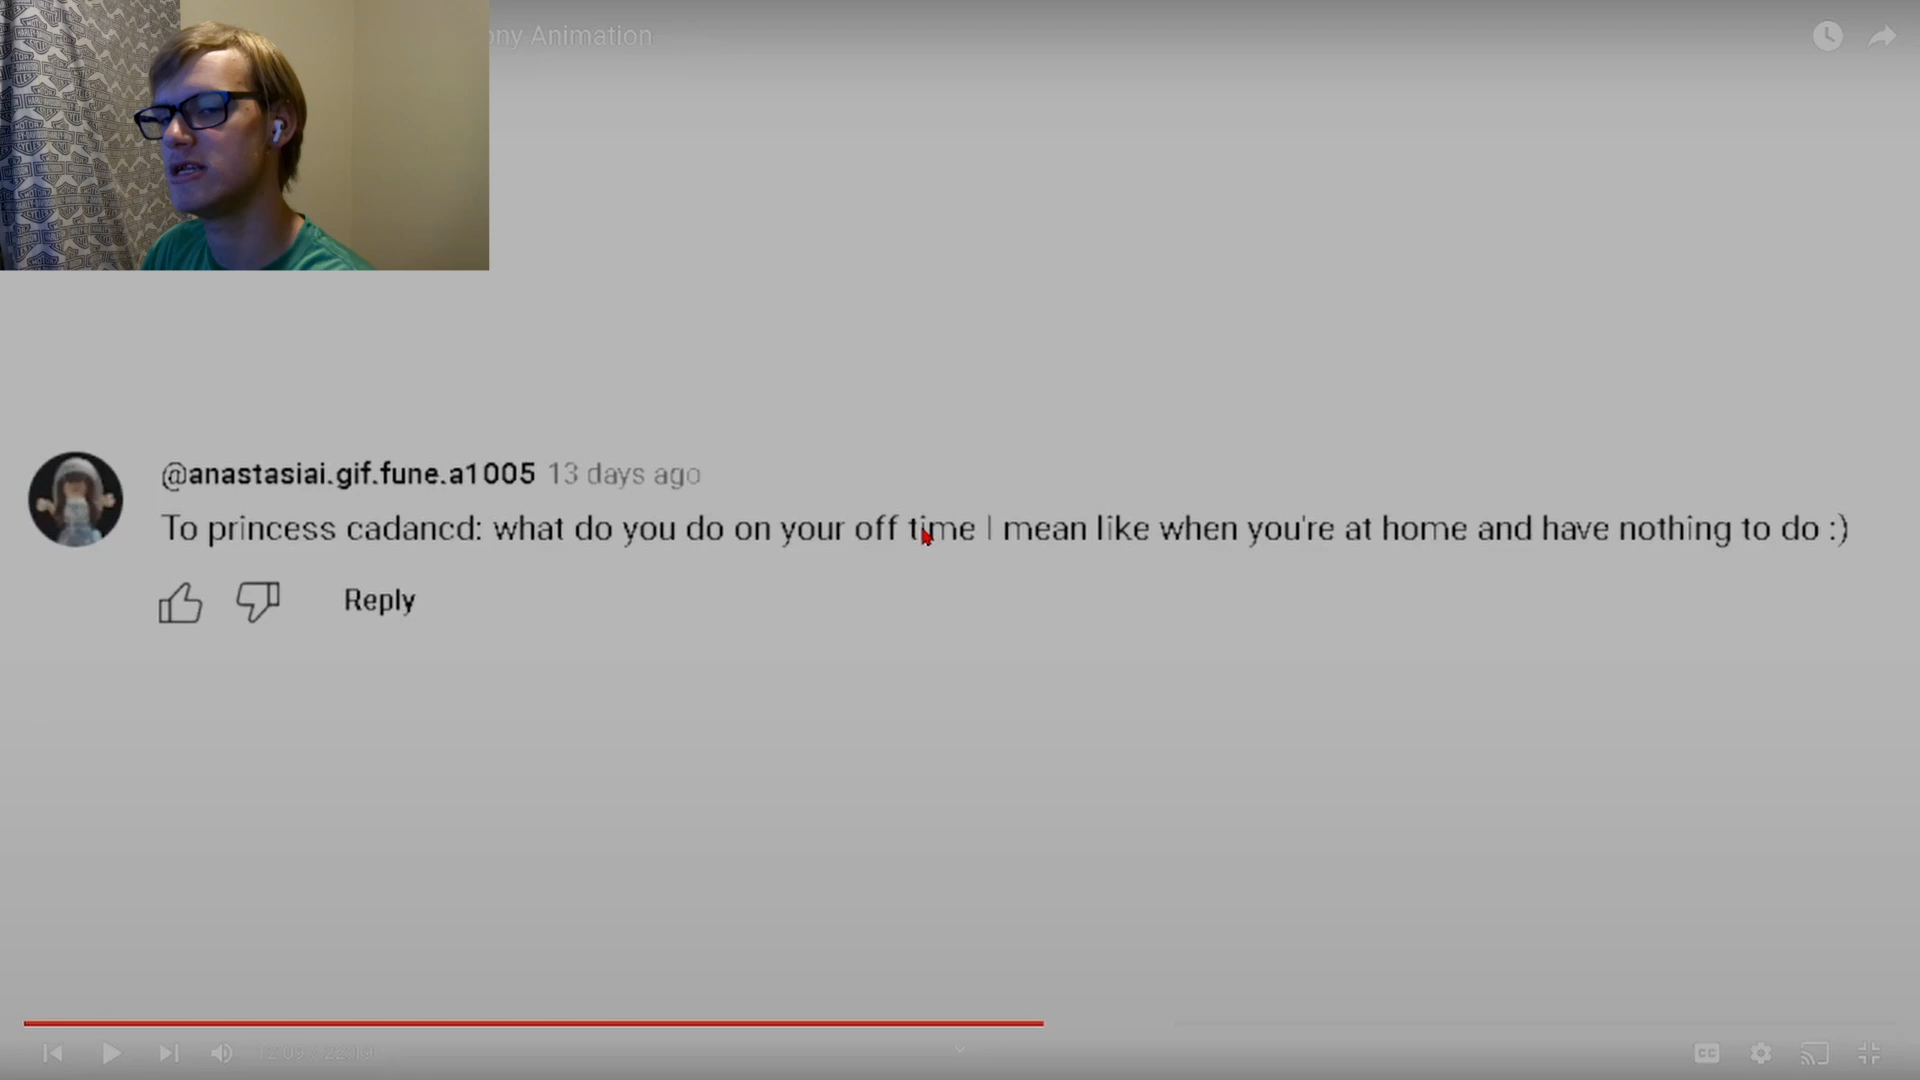 ony Animation
@anastasiai.gif.fune.a1005 13 days ago
To princess cadancd: what do you do on your off time I mean like when you're at home and have nothing to do :)
Reply
CC